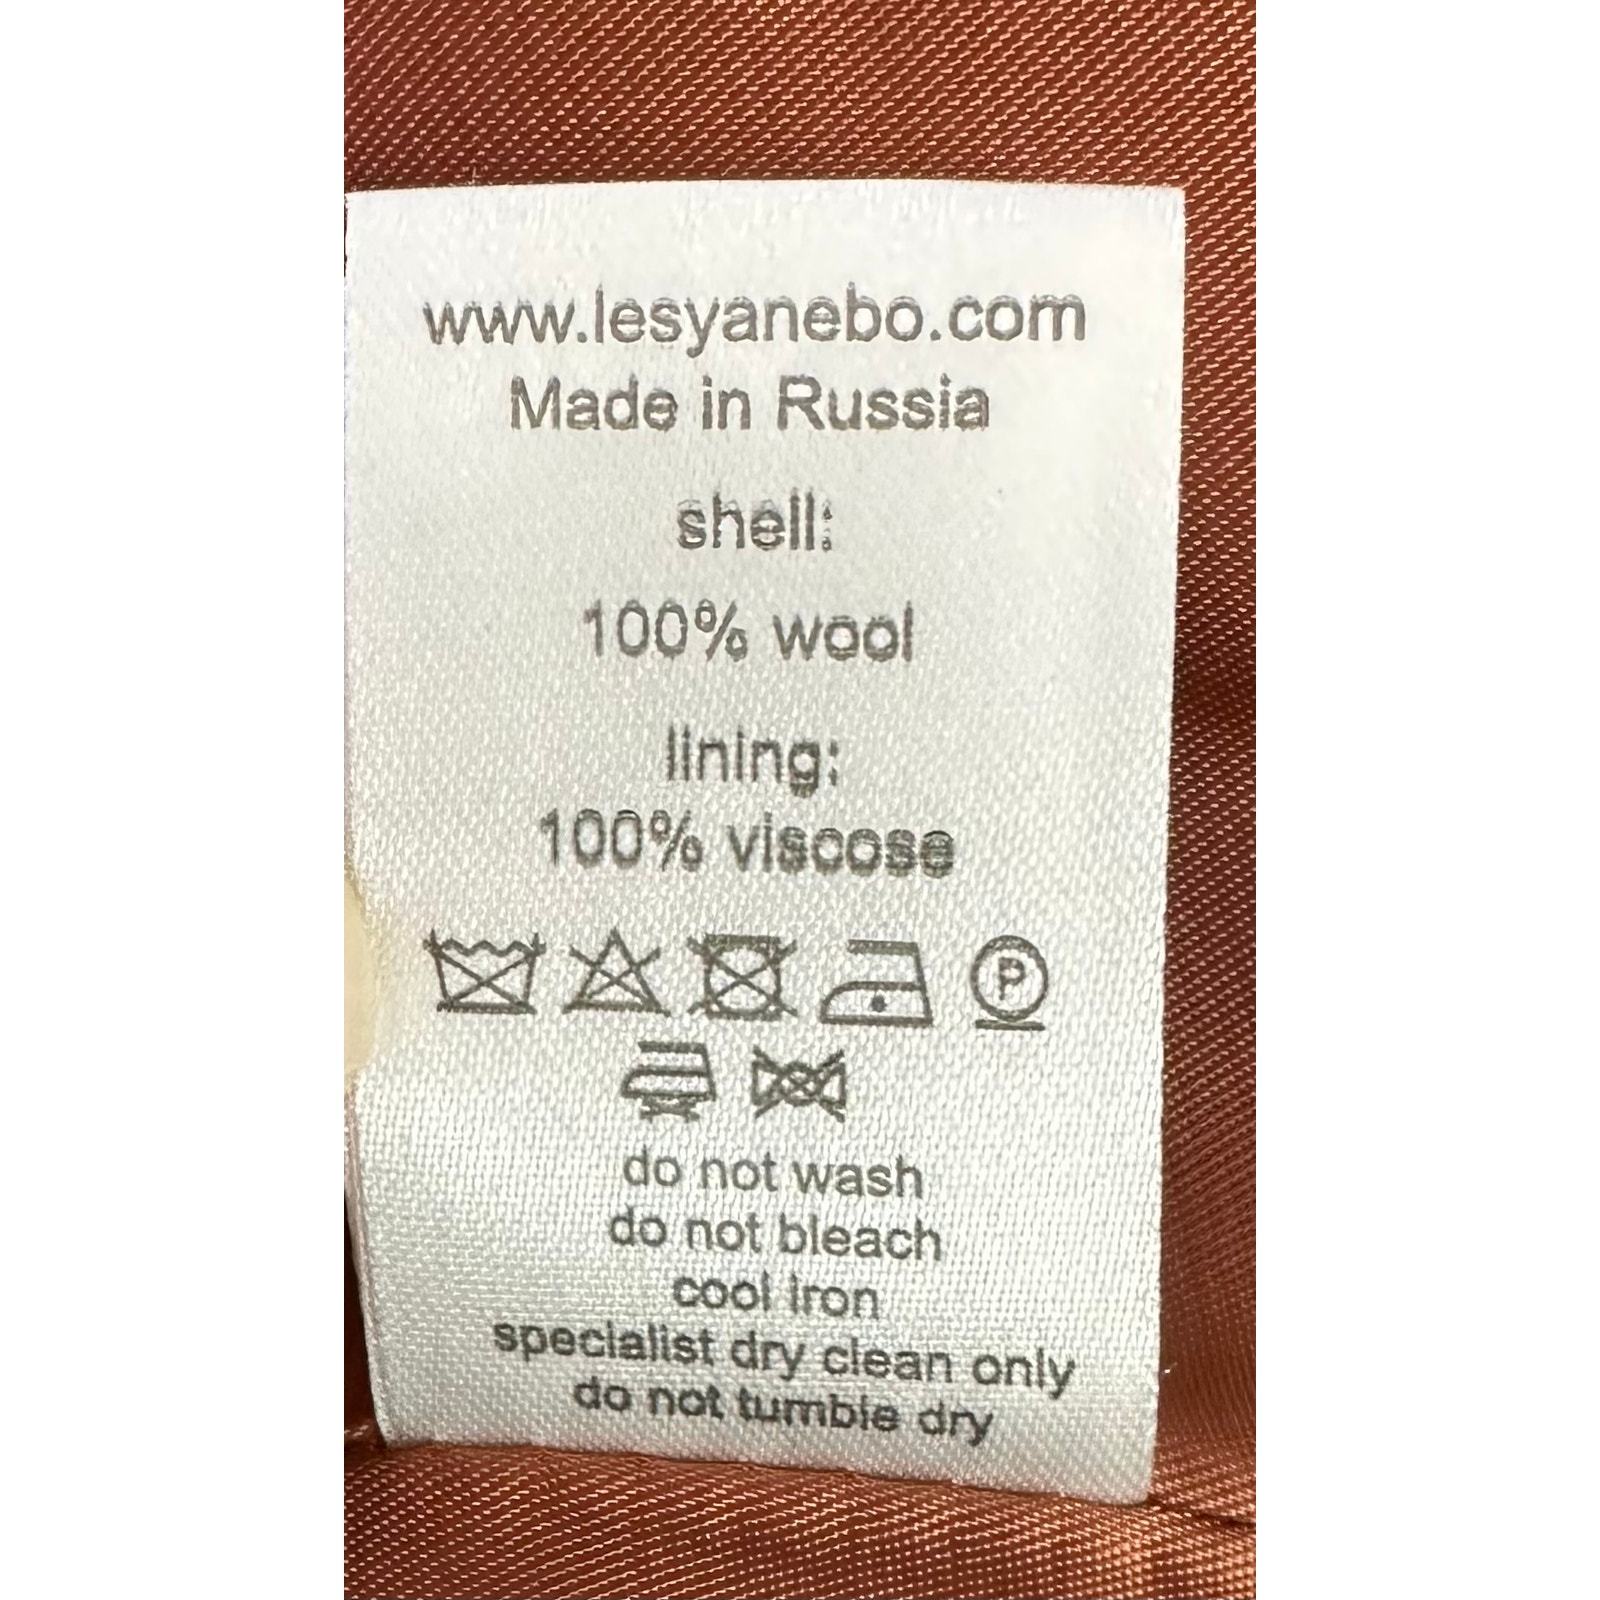 www.lesyanebo.com
Made in Russia
shell:
100% wool
lining:
100% viscose
P
do not wash
do not bleach
cool iron
specialist dry clean only
do not tumble dry